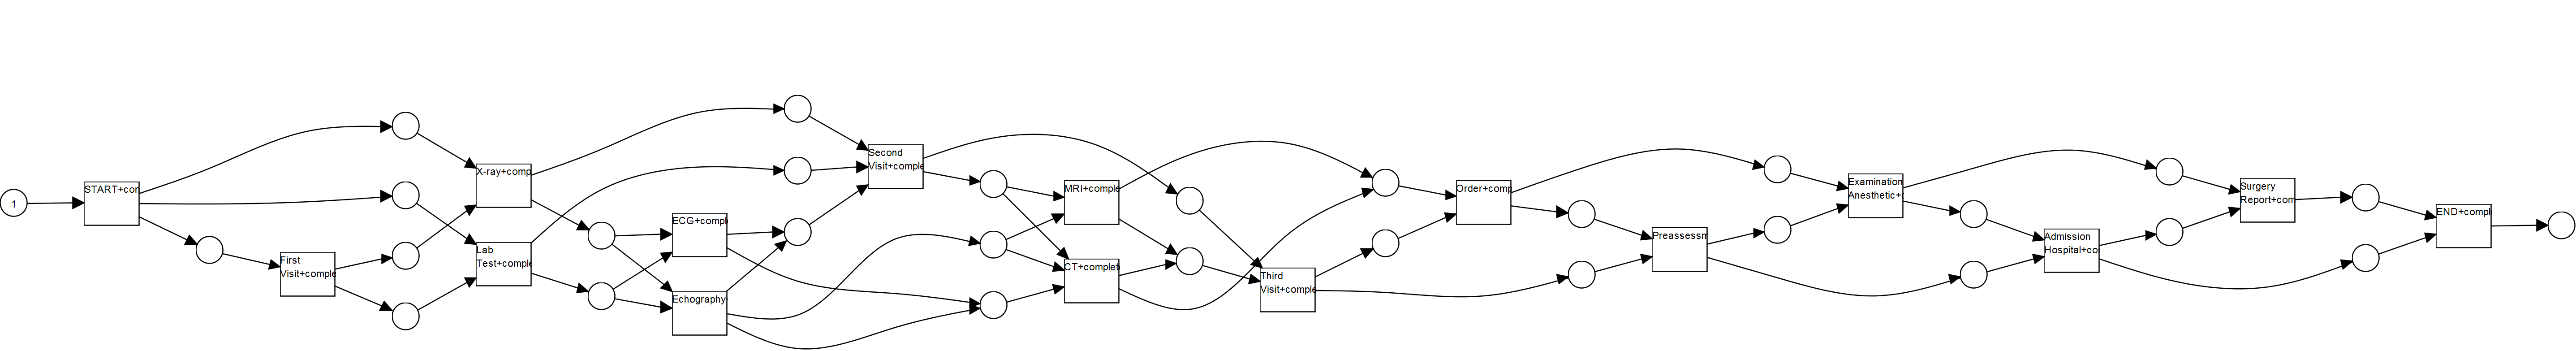 1
START+con
First
Visit+comple
X-ray+comp
Lab
Test+comple
ECG+compl
Echography
Second
Visit+comple
MRI+comple
CT+complet
Third
Visit+comple
Order+comp
Preassessm
Examination
Anesthetic+
Admission
Hospital+co
Surgery
Report+com
END+compl